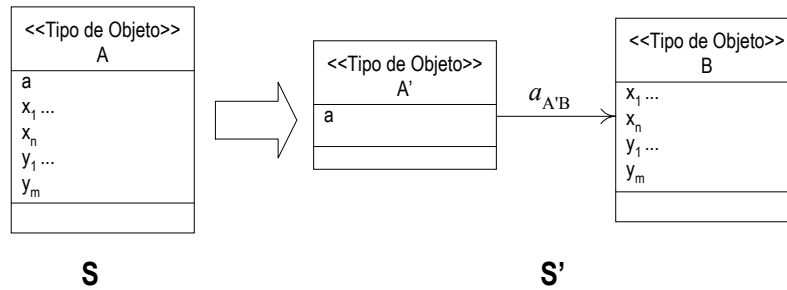 <<Tipo de Objeto>>
A
a
x1 ...
xn
y1 ...
ym
<<Tipo de Objeto>>
A'
a
aA'B
<<Tipo de Objeto>>
B
x1 ...
xn
y1 ...
ym
S
S'